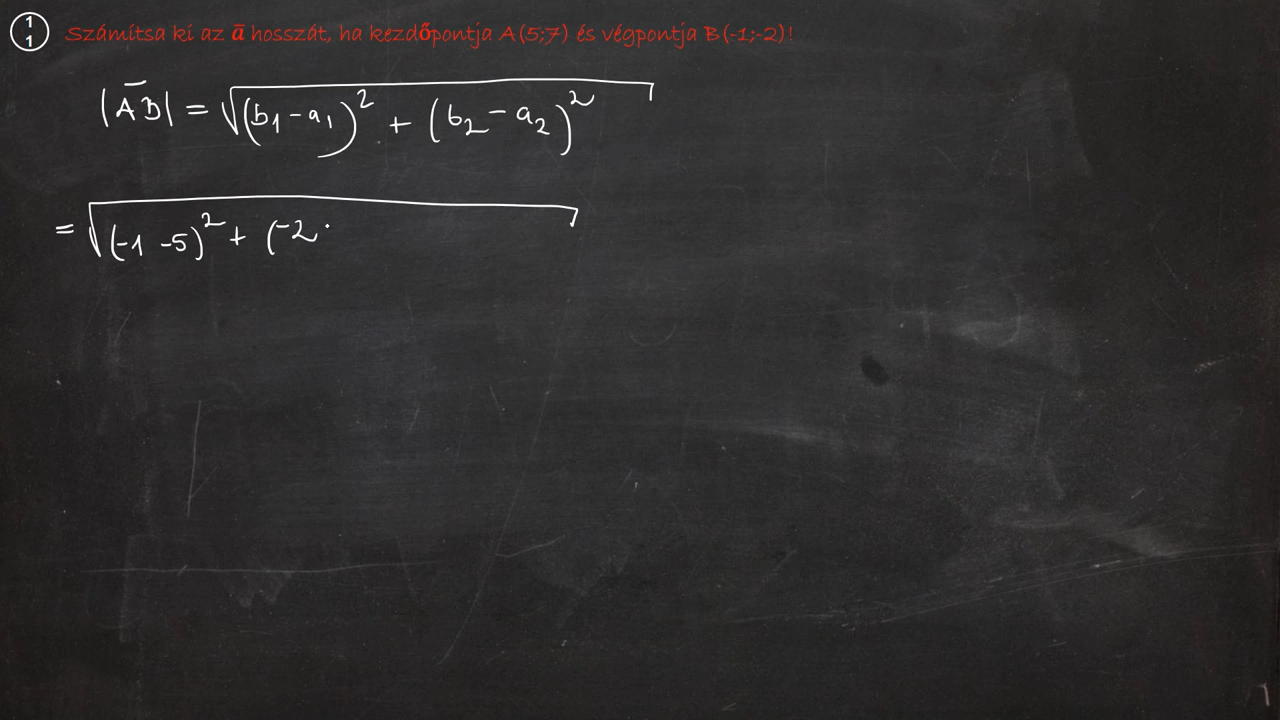 1
1
Számítsa ki az a̅ hosszát, ha kezdőpontja A(5;7) és végpontja B(-1;-2)!
|A̅B̅| = √(b₁-a₁)² + (b₂-a₂)²
= √(-1 -5)² + (-2